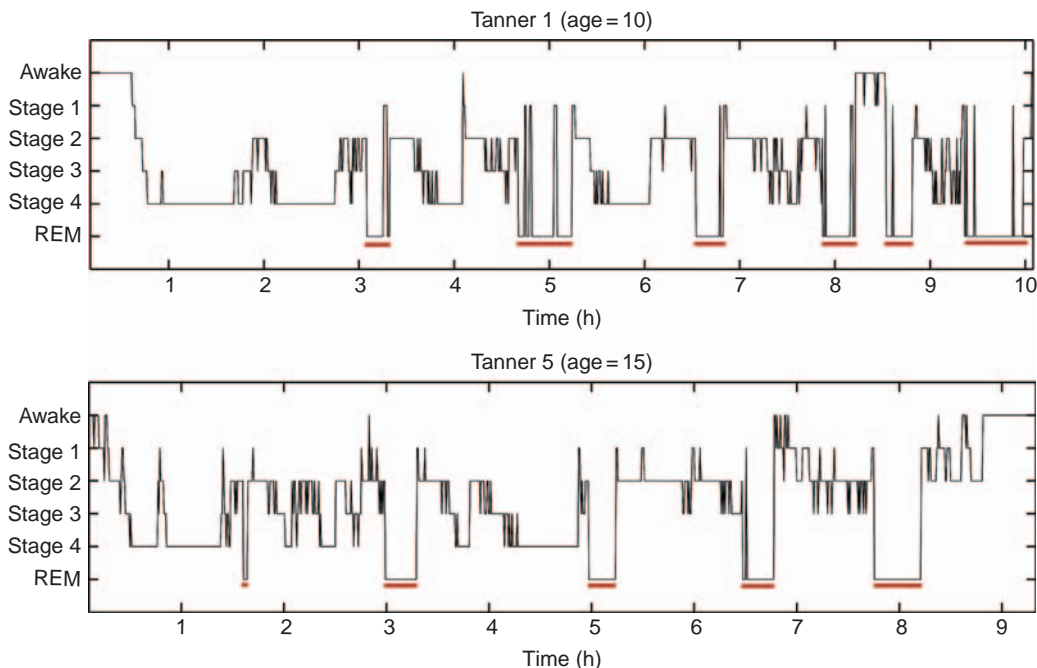 Tanner 1 (age = 10)
Awake
Stage 1
Stage 2
Stage 3
Stage 4
REM
1 2 3 4 5 6 7 8 9 10
Time (h)
Tanner 5 (age = 15)
Awake
Stage 1
Stage 2
Stage 3
Stage 4
REM
1 2 3 4 5 6 7 8 9
Time (h)